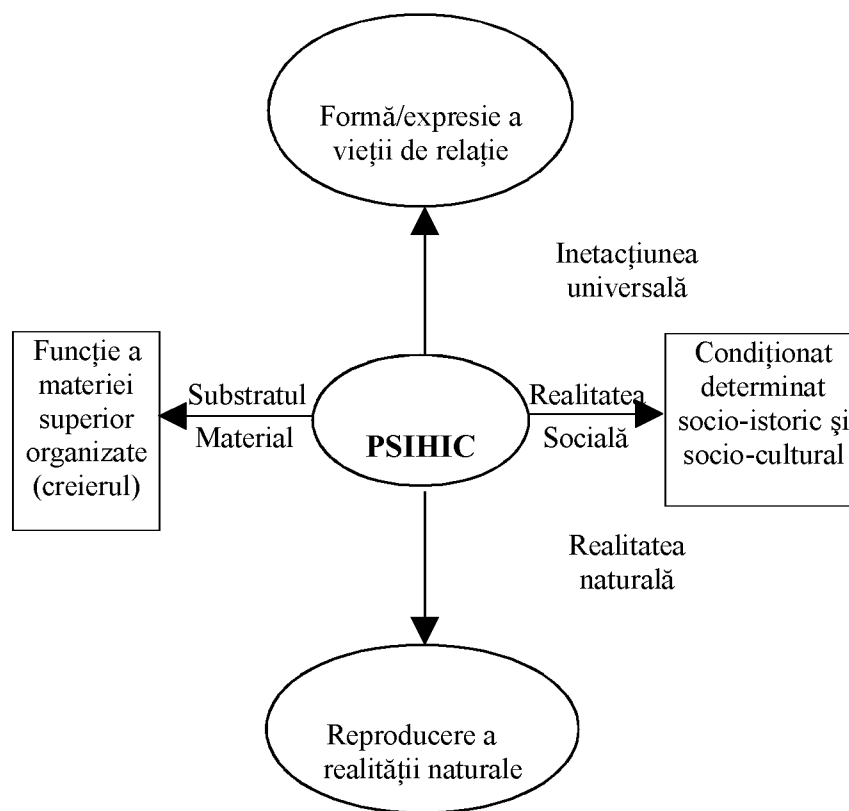 Formă/expresie a
vieții de relație
Inetacțiunea
universală
Funcție a
materiei
superior
organizate
(creierul)
Substratul
Material
PSIHIC
Realitatea
Socială
Condiționat
determinat
socio-istoric şi
socio-cultural
Realitatea
naturală
Reproducere a
realității naturale